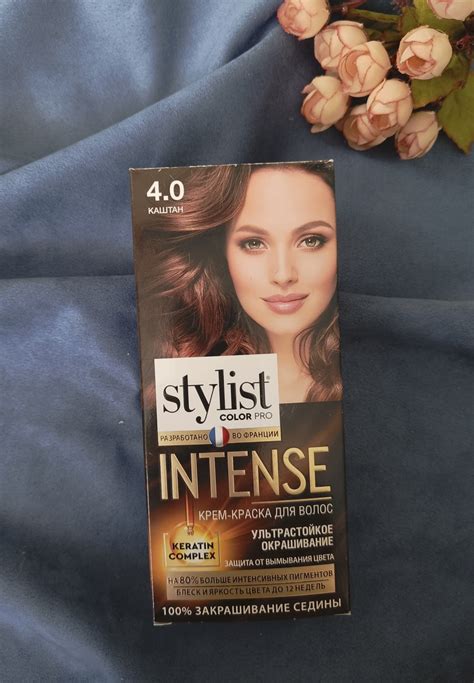 4.0
КАШТАН
stylist®
COLOR PRO
РАЗРАБОТАНО ВО ФРАНЦИИ
INTENSE
КРЕМ-КРАСКА ДЛЯ ВОЛОС
УЛЬТРАСТОЙКОЕ
ОКРАШИВАНИЕ
ЗАЩИТА ОТ ВЫМЫВАНИЯ ЦВЕТА
KERATIN
COMPLEX
НА 80% БОЛЬШЕ ИНТЕНСИВНЫХ ПИГМЕНТОВ
БЛЕСК И ЯРКОСТЬ ЦВЕТА ДО 12 НЕДЕЛЬ
100% ЗАКРАШИВАНИЕ СЕДИНЫ